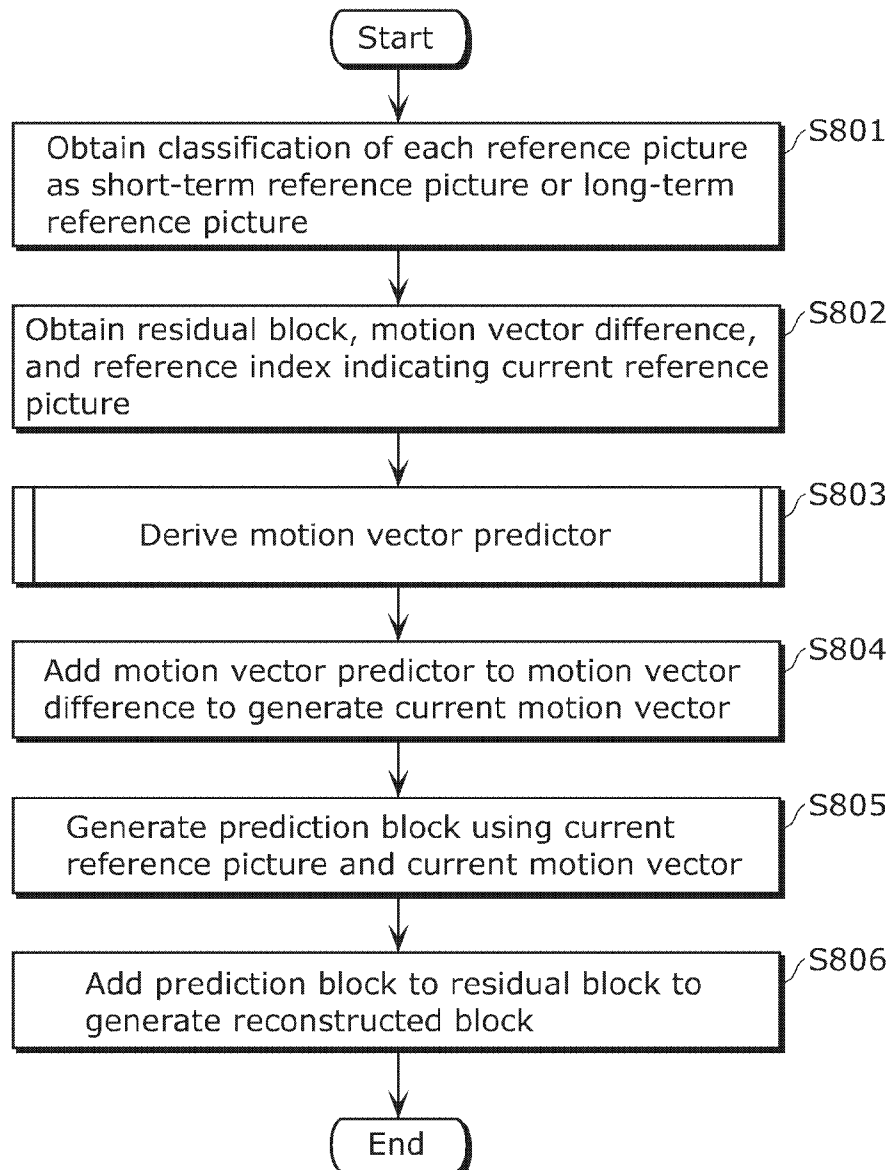 Start
S801
Obtain classification of each reference picture
as short-term reference picture or long-term
reference picture
S802
Obtain residual block, motion vector difference,
and reference index indicating current reference
picture
S803
Derive motion vector predictor
S804
Add motion vector predictor to motion vector
difference to generate current motion vector
S805
Generate prediction block using current
reference picture and current motion vector
S806
Add prediction block to residual block to
generate reconstructed block
End